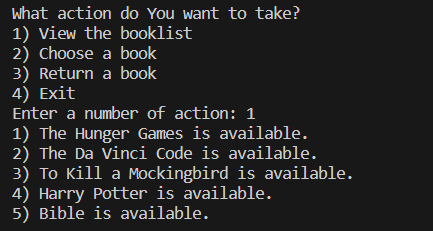 What action do You want to take?
1) View the booklist
2) Choose a book
3) Return a book
4) Exit
Enter a number of action: 1
1) The Hunger Games is available.
2) The Da Vinci Code is available.
3) To Kill a Mockingbird is available.
4) Harry Potter is available.
5) Bible is available.